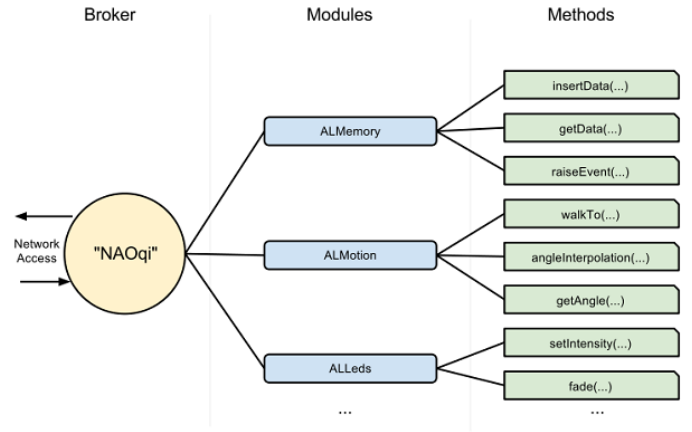 Broker
Modules
Methods
insertData(...)
ALMemory
getData(...)
raiseEvent(...)
walkTo(...)
Network
Access
"NAOqi"
ALMotion
angleInterpolation(...)
getAngle(...)
setIntensity(...)
ALLeds
fade(...)
...
...